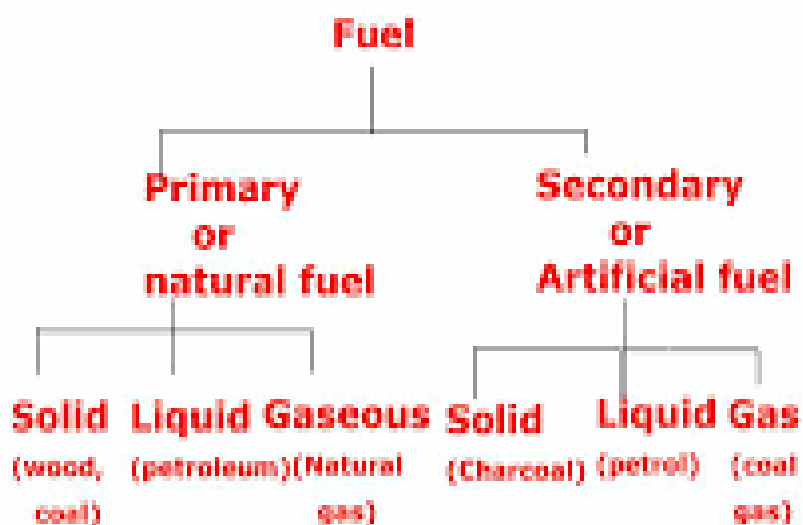 Fuel
Primary
or
natural fuel
Secondary
or
Artificial fuel
Solid
(wood,
coal)
Liquid
(petroleum)
Gaseous
(Natural
gas)
Solid
(Charcoal)
Liquid
(petrol)
Gas
(coal
gas)